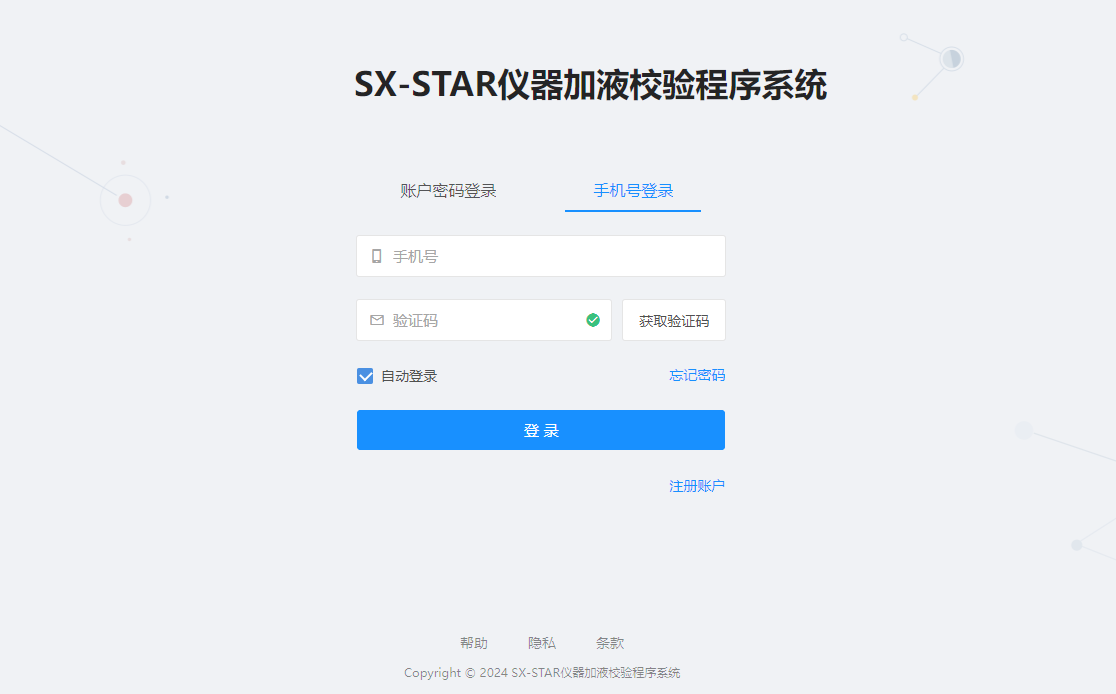 SX-STAR仪器加液校验程序系统
账户密码登录 手机号登录
手机号
验证码 获取验证码
自动登录 忘记密码
登 录
注册账户
帮助 隐私 条款
Copyright © 2024 SX-STAR仪器加液校验程序系统